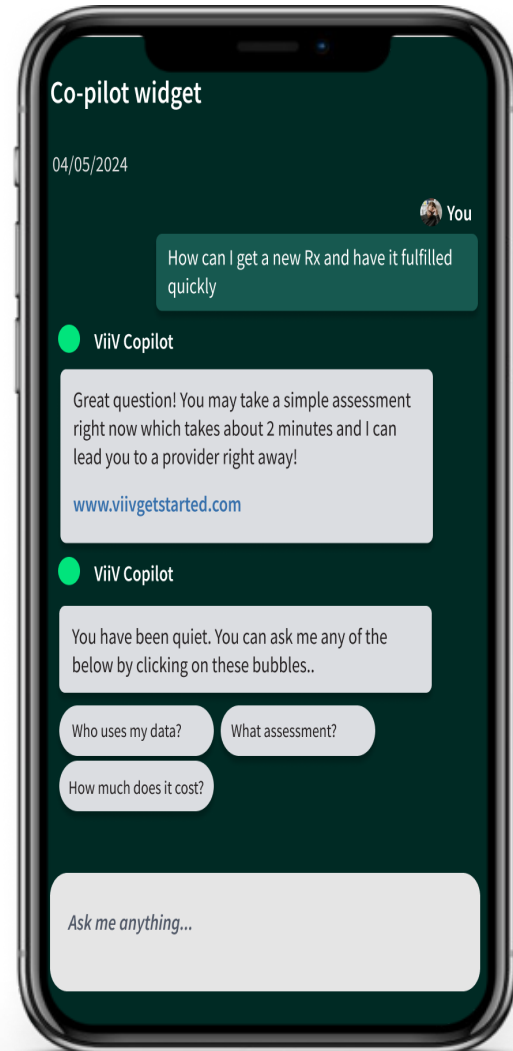 Co-pilot widget
04/05/2024
You
How can I get a new Rx and have it fulfilled
quickly
ViiV Copilot
Great question! You may take a simple assessment
right now which takes about 2 minutes and I can
lead you to a provider right away!
www.viivgetstarted.com
ViiV Copilot
You have been quiet. You can ask me any of the
below by clicking on these bubbles..
Who uses my data?
What assessment?
How much does it cost?
Ask me anything...